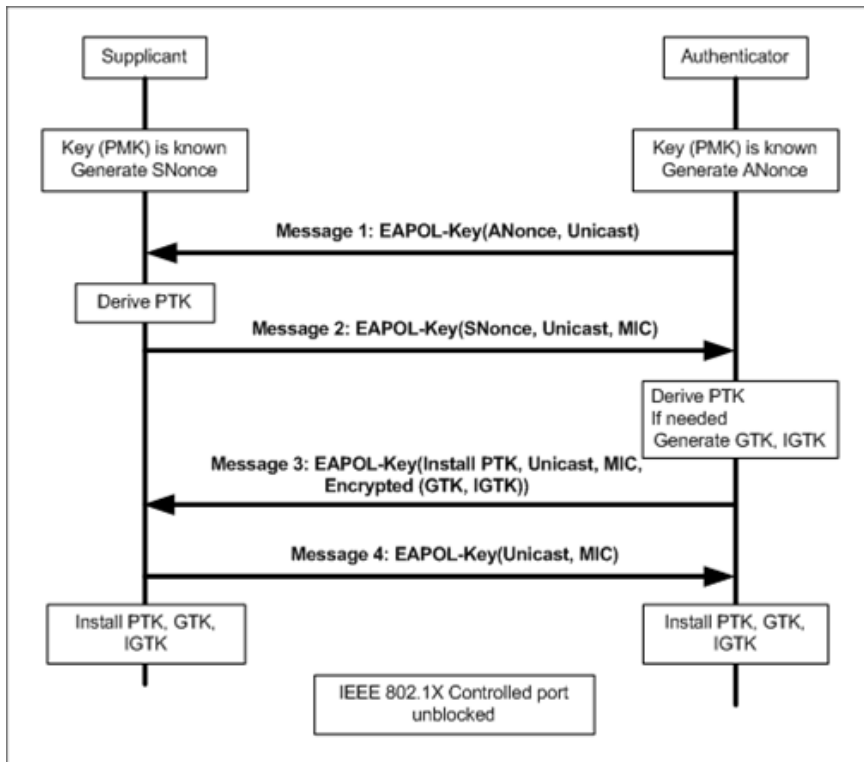 Supplicant
Authenticator
Key (PMK) is known
Generate SNonce
Key (PMK) is known
Generate ANonce
Message 1: EAPOL-Key(ANonce, Unicast)
Derive PTK
Message 2: EAPOL-Key(SNonce, Unicast, MIC)
Derive PTK
If needed
Generate GTK, IGTK
Message 3: EAPOL-Key(Install PTK, Unicast, MIC,
Encrypted (GTK, IGTK))
Message 4: EAPOL-Key(Unicast, MIC)
Install PTK, GTK,
IGTK
Install PTK, GTK,
IGTK
IEEE 802.1X Controlled port
unblocked